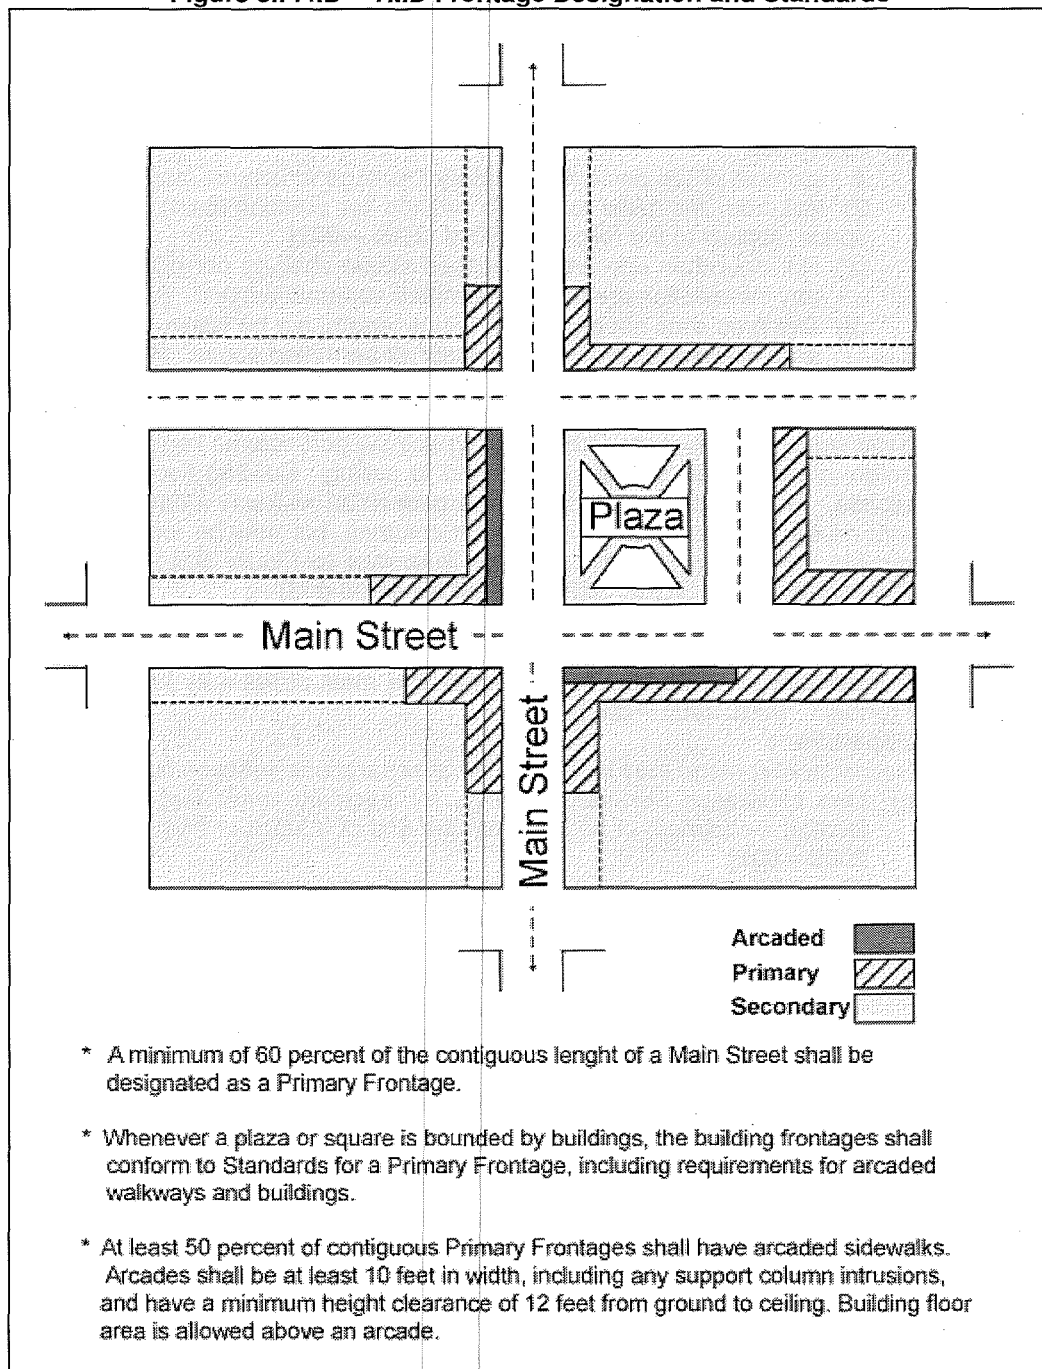 Frontage Designation and Standards
Plaza
Main Street
Main Street
Arcaded
Primary
Secondary
* A minimum of 60 percent of the contiguous lenght of a Main Street shall be
designated as a Primary Frontage.
* Whenever a plaza or square is bounded by buildings, the building frontages shall
conform to Standards for a Primary Frontage, including requirements for arcaded
walkways and buildings.
* At least 50 percent of contiguous Primary Frontages shall have arcaded sidewalks.
Arcades shall be at least 10 feet in width, including any support column intrusions,
and have a minimum height clearance of 12 feet from ground to ceiling. Building floor
area is allowed above an arcade.